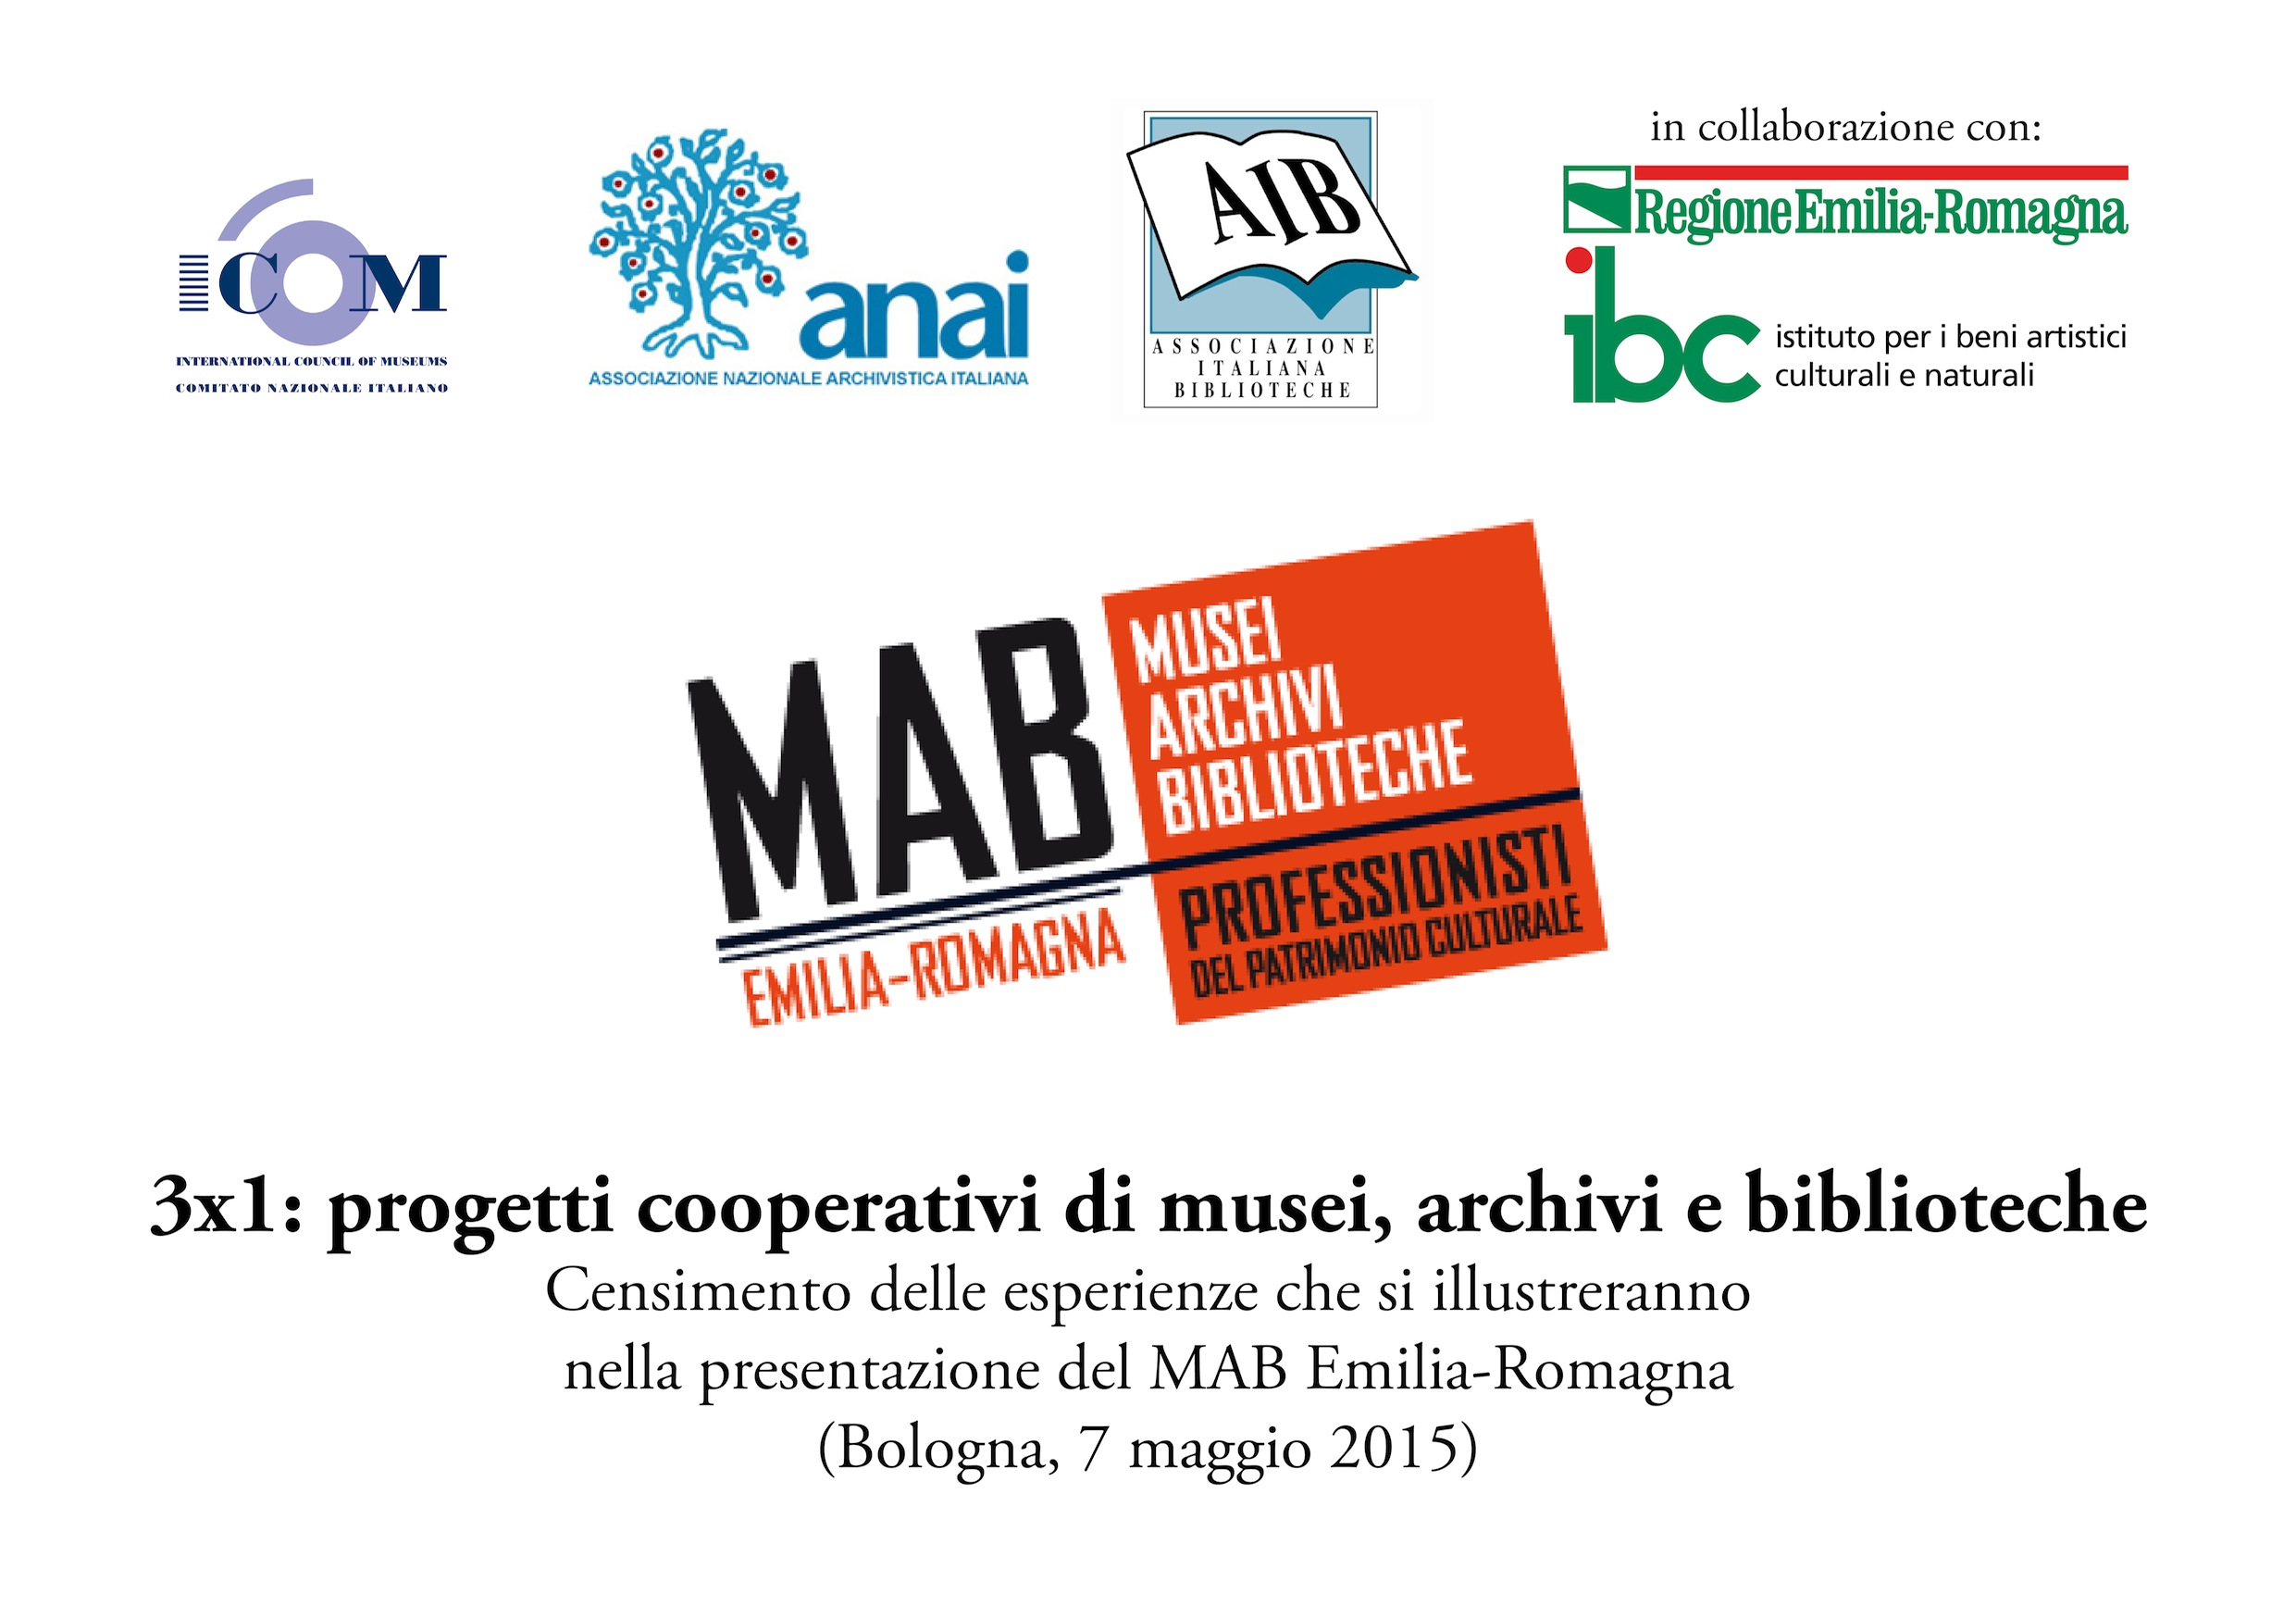 ICOM
INTERNATIONAL COUNCIL OF MUSEUMS
COMITATO NAZIONALE ITALIANO
anai
ASSOCIAZIONE NAZIONALE ARCHIVISTICA ITALIANA
AIB
ASSOCIAZIONE
ITALIANA
BIBLIOTECHE
in collaborazione con:
Regione Emilia-Romagna
ibc
istituto per i beni artistici
culturali e naturali
MAB
EMILIA-ROMAGNA
MUSEI
ARCHIVI
BIBLIOTECHE
PROFESSIONISTI
DEL PATRIMONIO CULTURALE
3x1: progetti cooperativi di musei, archivi e biblioteche
Censimento delle esperienze che si illustreranno
nella presentazione del MAB Emilia-Romagna
(Bologna, 7 maggio 2015)